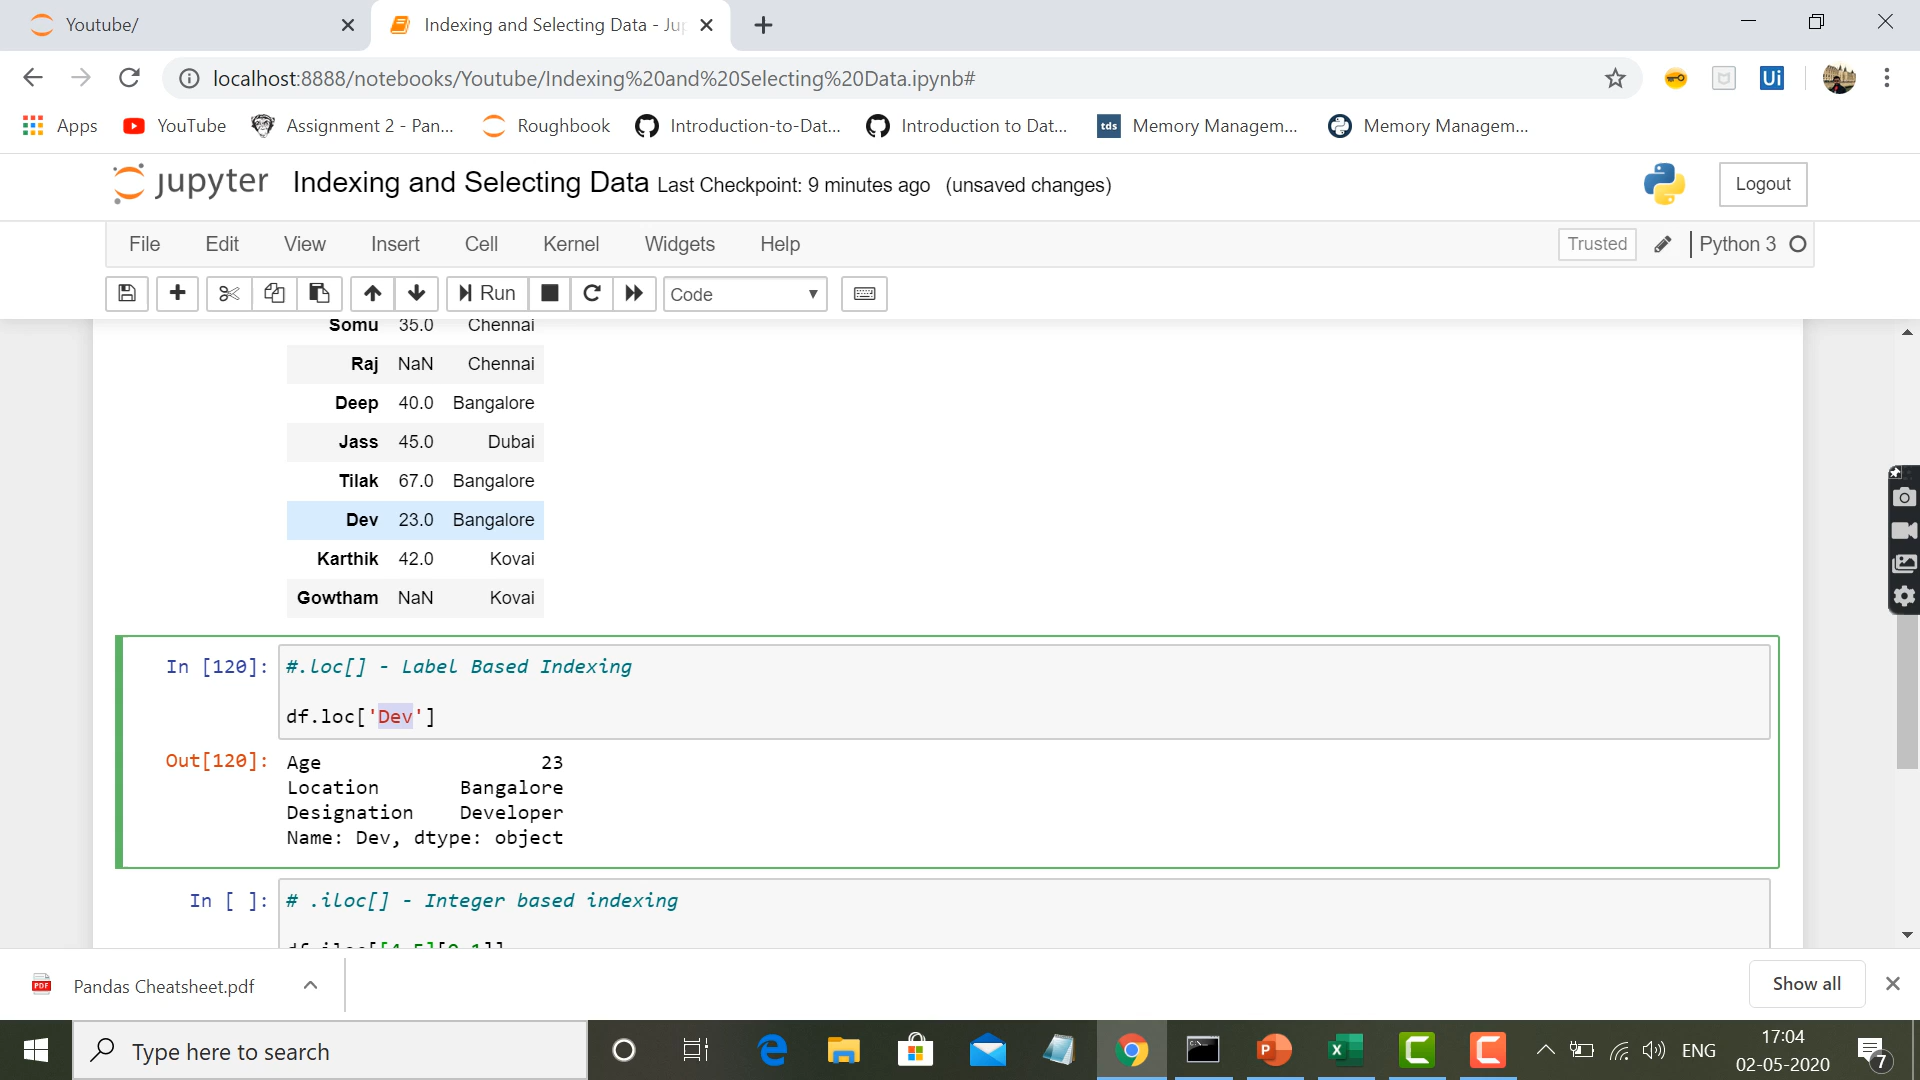 Youtube/
Indexing and Selecting Data - Jup
localhost:8888/notebooks/Youtube/Indexing%20and%20Selecting%20Data.ipynb#
Ui
Apps YouTube Assignment 2 - Pan... Roughbook Introduction-to-Dat... Introduction to Dat... tds Memory Managem... Memory Managem...
jupyter Indexing and Selecting Data Last Checkpoint: 9 minutes ago (unsaved changes) Logout
File Edit View Insert Cell Kernel Widgets Help Trusted Python 3
Run Code
Somu 35.0 Chennai
Raj NaN Chennai
Deep 40.0 Bangalore
Jass 45.0 Dubai
Tilak 67.0 Bangalore
Dev 23.0 Bangalore
Karthik 42.0 Kovai
Gowtham NaN Kovai
In [120]: #.loc[] - Label Based Indexing
df.loc['Dev']
Out[120]: Age 23
Location Bangalore
Designation Developer
Name: Dev, dtype: object
In [ ]: # .iloc[] - Integer based indexing
PDF Pandas Cheatsheet.pdf Show all
Type here to search
ENG 17:04
02-05-2020
7